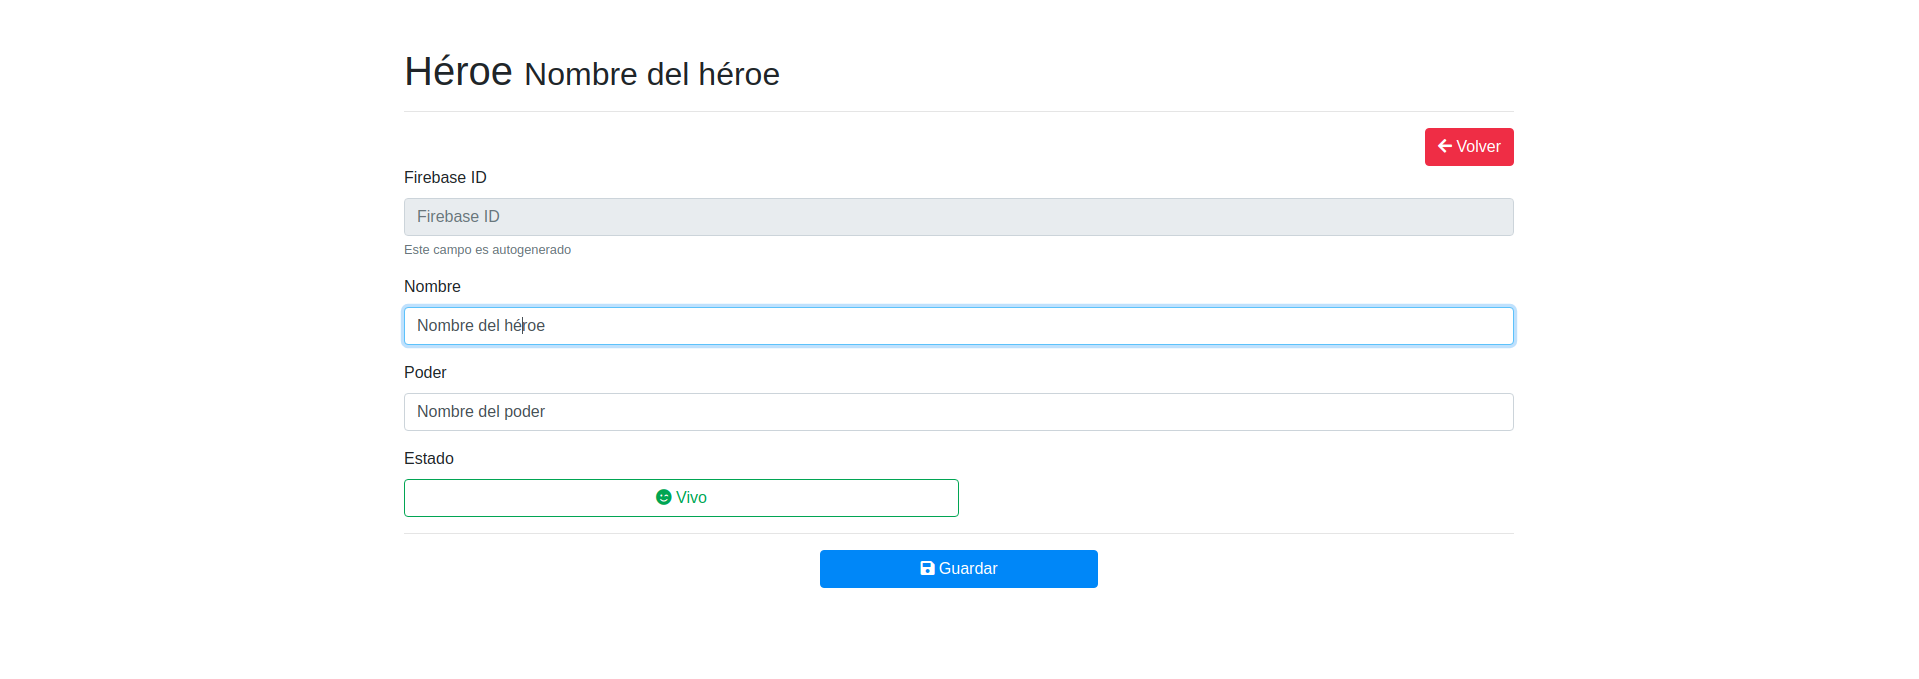 Héroe Nombre del héroe
Volver
Firebase ID
Firebase ID
Este campo es autogenerado
Nombre
Nombre del héroe
Poder
Nombre del poder
Estado
Vivo
Guardar